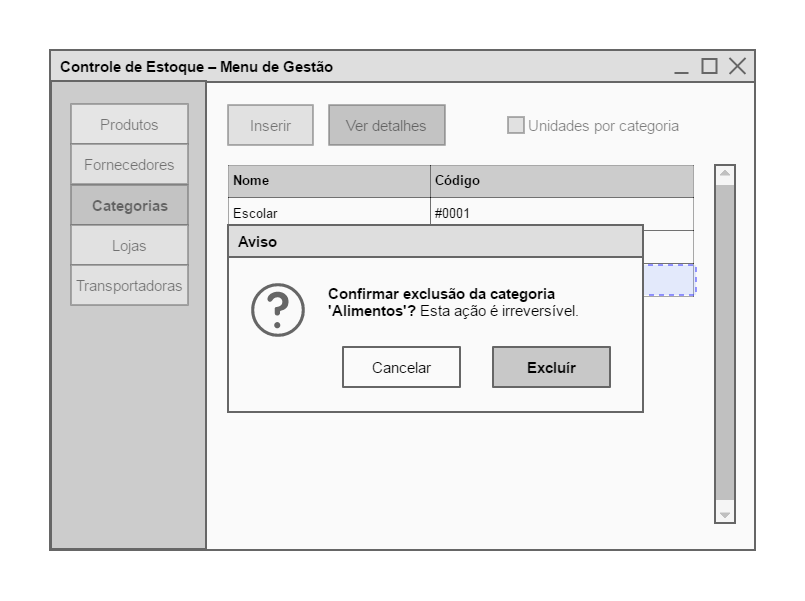 Controle de Estoque – Menu de Gestão
Produtos
Fornecedores
Categorias
Lojas
Transportadoras
Inserir
Ver detalhes
Unidades por categoria
Nome Código
Escolar #0001
Aviso
?
Confirmar exclusão da categoria
'Alimentos'? Esta ação é irreversível.
Cancelar
Excluír